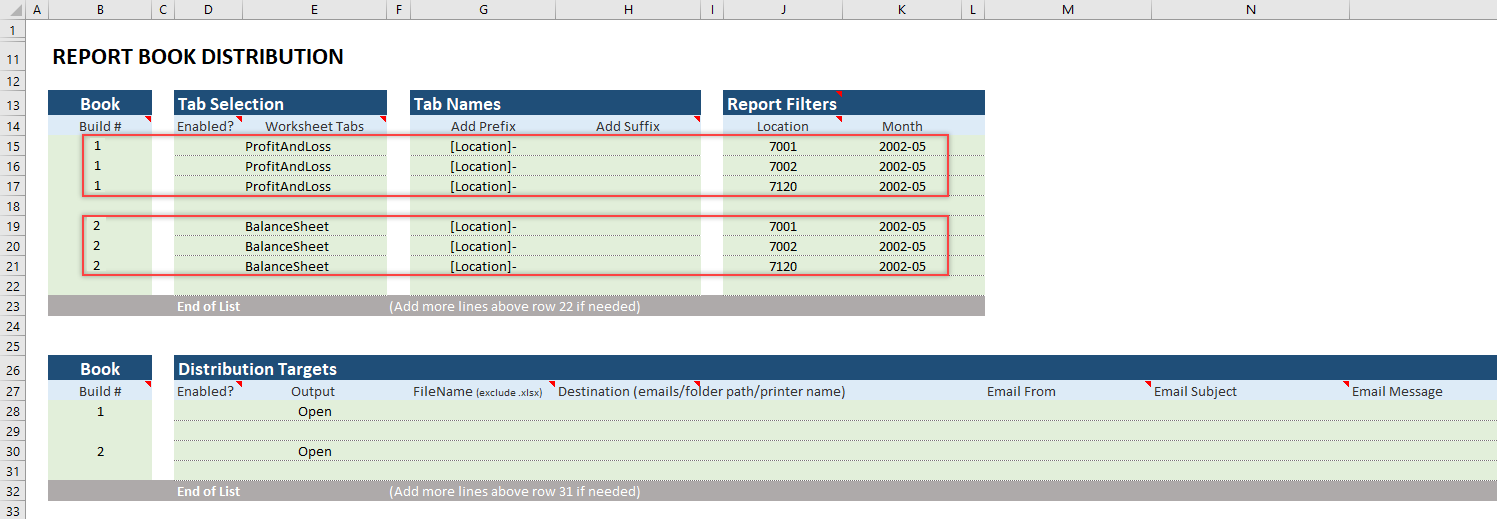 A B C D E F G H I J K L M N
1
11 REPORT BOOK DISTRIBUTION
12
13 Book Tab Selection Tab Names Report Filters
14 Build # Enabled? Worksheet Tabs Add Prefix Add Suffix Location Month
15 1 ProfitAndLoss [Location]- 7001 2002-05
16 1 ProfitAndLoss [Location]- 7002 2002-05
17 1 ProfitAndLoss [Location]- 7120 2002-05
18
19 2 BalanceSheet [Location]- 7001 2002-05
20 2 BalanceSheet [Location]- 7002 2002-05
21 2 BalanceSheet [Location]- 7120 2002-05
22
23 End of List (Add more lines above row 22 if needed)
24
25
26 Book Distribution Targets
27 Build # Enabled? Output FileName (exclude .xlsx) Destination (emails/folder path/printer name) Email From Email Subject Email Message
28 1 Open
29
30 2 Open
31
32 End of List (Add more lines above row 31 if needed)
33